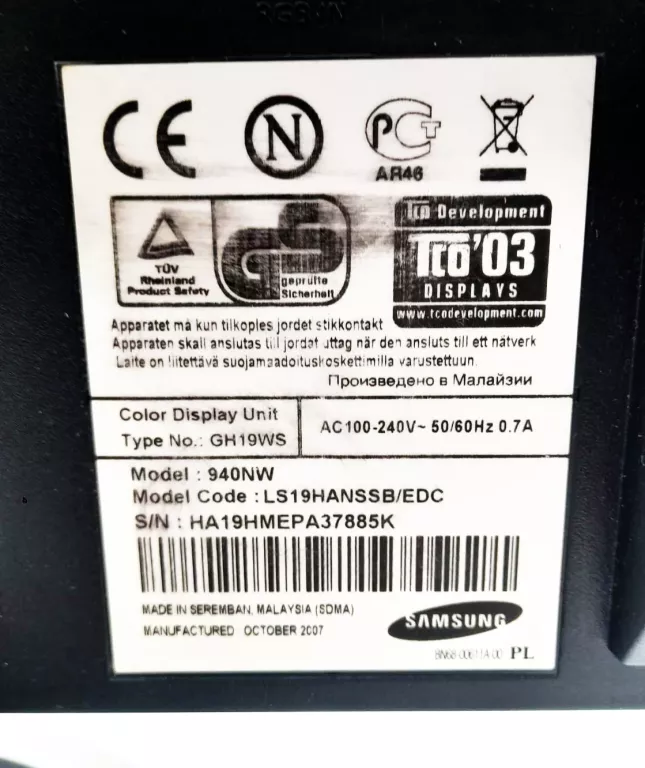 CE
N
PCT
AR46
TÜV
Rheinland
Product Safety
GS
geprüfte
Sicherheit
TCO Development
TCO'03
DISPLAYS
www.tcodevelopment.com
Apparatet må kun tilkoples jordet stikkontakt
Apparaten skall anslutas till jordat uttag när den ansluts till ett nätverk
Laite on liitettävä suojamaadoituskoskettimilla varustettuun.
Произведено в Малайзии
Color Display Unit
Type No.: GH19WS
AC100-240V~ 50/60Hz 0.7A
Model : 940NW
Model Code : LS19HANSSB/EDC
S/N : HA19HMEPA37885K
MADE IN SEREMBAN, MALAYSIA (SDMA)
MANUFACTURED OCTOBER 2007
SAMSUNG
PL